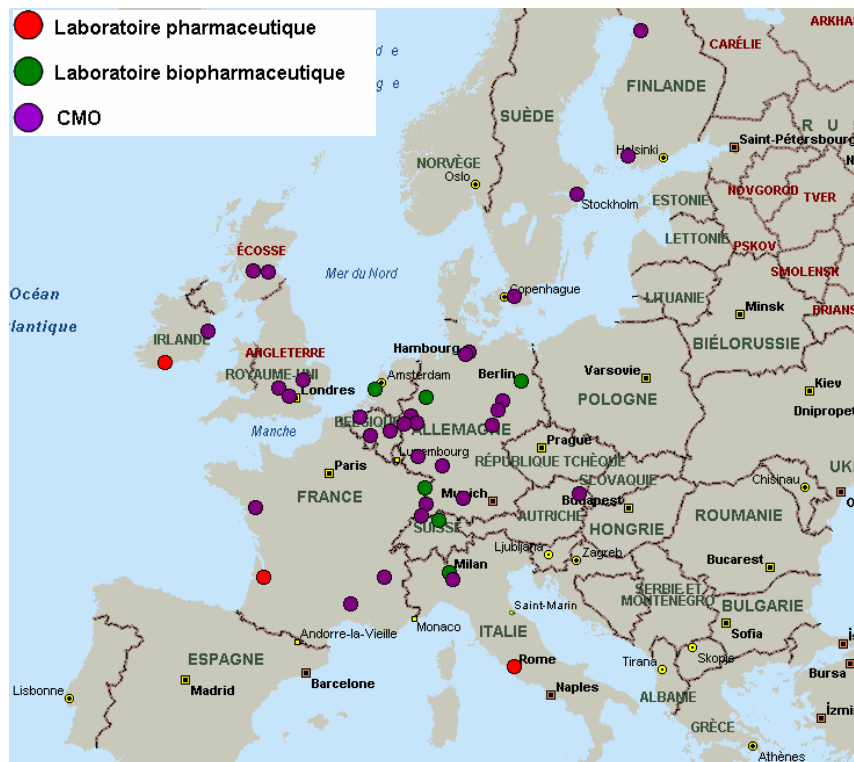 Laboratoire pharmaceutique
Laboratoire biopharmaceutique
CMO
d e
g e
ARKHA
CARÉLIE
FINLANDE
SUÈDE
R U
Saint-Pétersbourg
Helsinki
NORVÈGE
Oslo
NOVGOROD
TVER
ESTONIE
Stockholm
LETTONIE
PSKOV
ÉCOSSE
SMOLENSK
Mer du Nord
Océan
Copenhague
LITUANIE
BRIANS
tlantique
Minsk
IRLANDE
BIÉLORUSSIE
Hambourg
ANGLETERRE
ROYAUME-UNI
Amsterdam
Berlin
Varsovie
Londres
POLOGNE
Kiev
Dnipropet
BELGIQUE
ALLEMAGNE
Manche
Prague
Luxembourg
RÉPUBLIQUE TCHÈQUE
Paris
SLOVAQUIE
UK
Chisinau
FRANCE
Munich
Budapest
O
AUTRICHE
ROUMANIE
SUISSE
HONGRIE
Ljubljana
Zagreb
Milan
Bucarest
SERBIE ET
MONTENEGRO
Saint-Marin
BULGARIE
Monaco
Sofia
Andorre-la-Vieille
ITALIE
Skopje
ESPAGNE
Rome
Tirana
Bursa
Madrid
Barcelone
Lisbonne
Naples
ALBANIE
İzmir
GRÈCE
Athènes